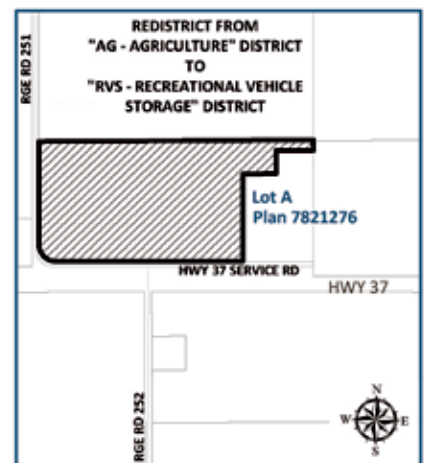 REDISTRICT FROM
"AG - AGRICULTURE" DISTRICT
TO
"RVS - RECREATIONAL VEHICLE
STORAGE" DISTRICT
RGE RD 251
Lot A
Plan 7821276
HWY 37 SERVICE RD
HWY 37
RGE RD 252
N
W E
S